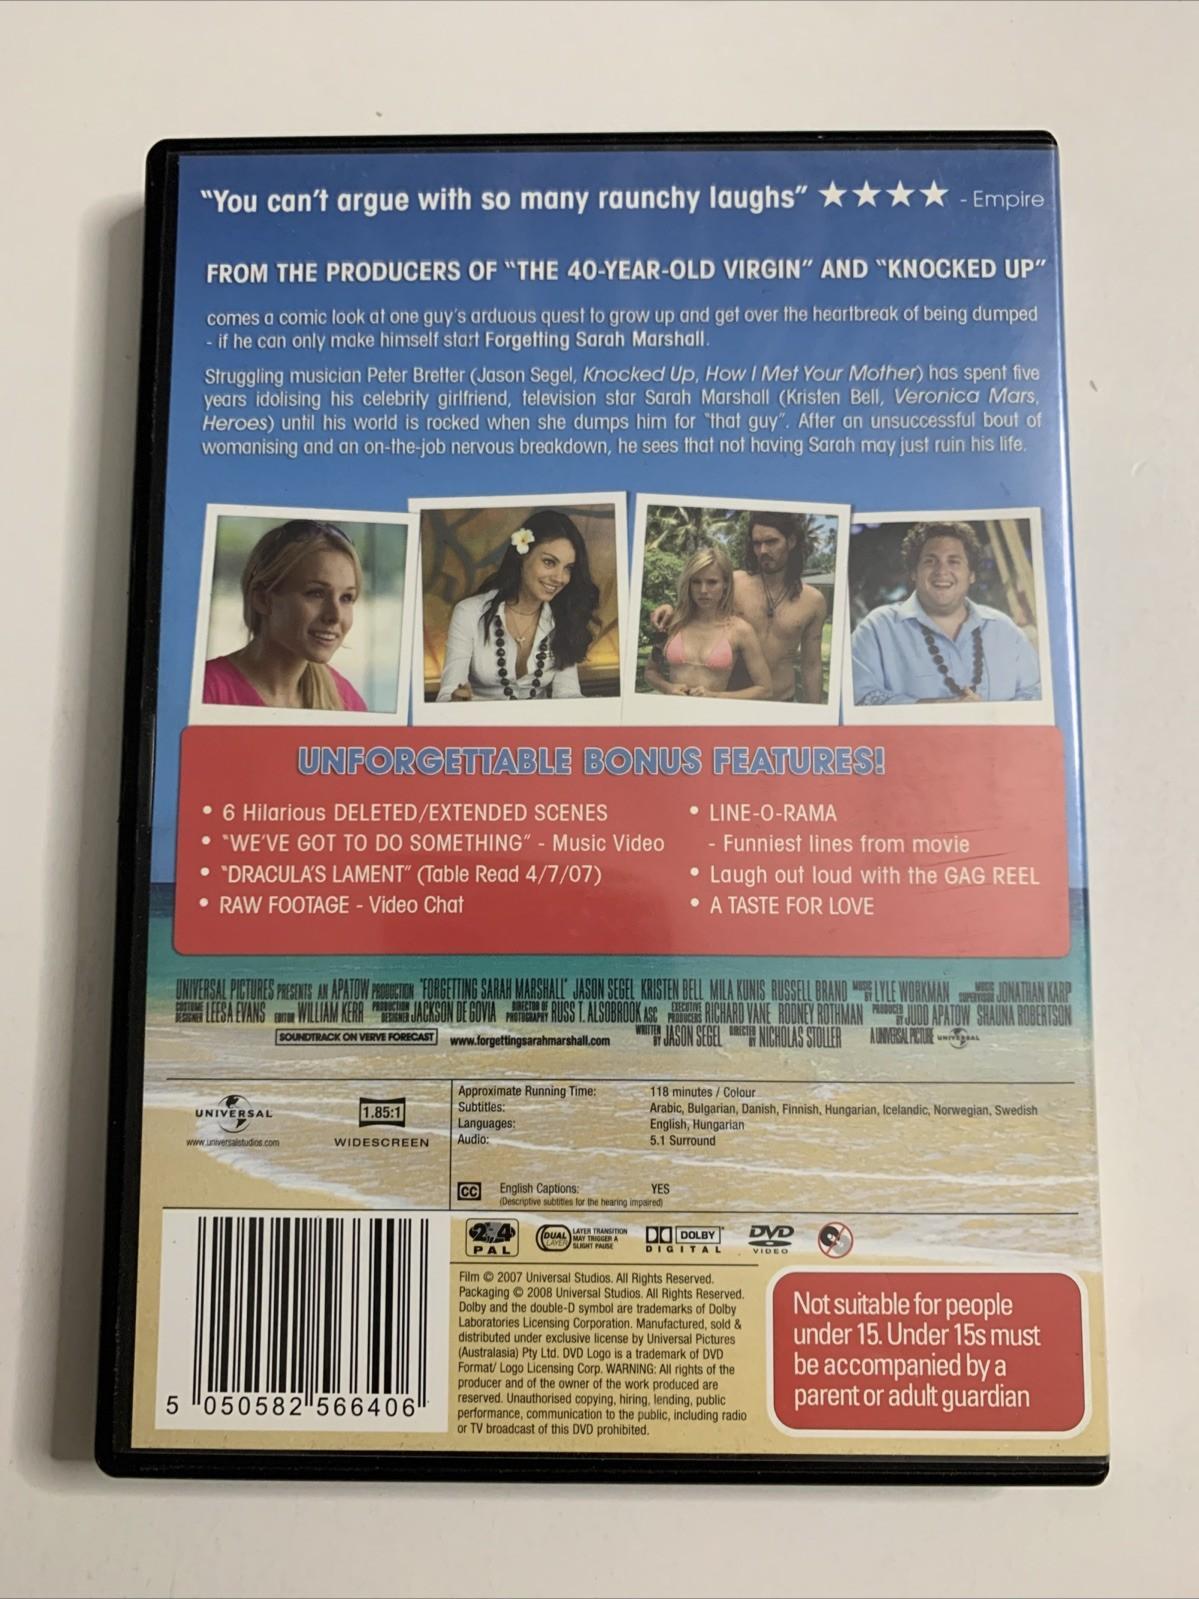 "You can't argue with so many raunchy laughs" ★★★★ - Empire
FROM THE PRODUCERS OF "THE 40-YEAR-OLD VIRGIN" AND "KNOCKED UP"
comes a comic look at one guy's arduous quest to grow up and get over the heartbreak of being dumped
- if he can only make himself start Forgetting Sarah Marshall.
Struggling musician Peter Bretter (Jason Segel, Knocked Up, How I Met Your Mother) has spent five
years idolising his celebrity girlfriend, television star Sarah Marshall (Kristen Bell, Veronica Mars,
Heroes) until his world is rocked when she dumps him for "that guy". After an unsuccessful bout of
womanising and an on-the-job nervous breakdown, he sees that not having Sarah may just ruin his life.
UNFORGETTABLE BONUS FEATURES!
• 6 Hilarious DELETED/EXTENDED SCENES
• "WE'VE GOT TO DO SOMETHING" - Music Video
• "DRACULA'S LAMENT" (Table Read 4/7/07)
• RAW FOOTAGE - Video Chat
• LINE-O-RAMA
- Funniest lines from movie
• Laugh out loud with the GAG REEL
• A TASTE FOR LOVE
UNIVERSAL PICTURES PRESENTS AN APATOW PRODUCTION "FORGETTING SARAH MARSHALL" JASON SEGEL KRISTEN BELL MILA KUNIS RUSSELL BRAND MUSIC BY LYLE WORKMAN MUSIC SUPERVISOR JONATHAN KARP
COSTUME DESIGNER LEESA EVANS EDITOR WILLIAM KERR PRODUCTION DESIGNER JACKSON DE GOVIA DIRECTOR OF PHOTOGRAPHY RUSS T. ALSOBROOK ASC EXECUTIVE PRODUCERS RICHARD VANE RODNEY ROTHMAN PRODUCED BY JUDD APATOW SHAUNA ROBERTSON
SOUNDTRACK ON VERVE FORECAST www.forgettingsarahmarshall.com WRITTEN BY JASON SEGEL DIRECTED BY NICHOLAS STOLLER A UNIVERSAL PICTURE UNIVERSAL
UNIVERSAL
www.universalstudios.com
1.85:1
WIDESCREEN
Approximate Running Time: 118 minutes / Colour
Subtitles: Arabic, Bulgarian, Danish, Finnish, Hungarian, Icelandic, Norwegian, Swedish
Languages: English, Hungarian
Audio: 5.1 Surround
CC English Captions: YES
(Descriptive subtitles for the hearing impaired)
2 4
PAL
DUAL LAYER
LAYER TRANSITION
MAY TRIGGER A
SLIGHT PAUSE
DOLBY
DIGITAL
DVD
VIDEO
Film © 2007 Universal Studios. All Rights Reserved.
Packaging © 2008 Universal Studios. All Rights Reserved.
Dolby and the double-D symbol are trademarks of Dolby
Laboratories Licensing Corporation. Manufactured, sold &
distributed under exclusive license by Universal Pictures
(Australasia) Pty Ltd. DVD Logo is a trademark of DVD
Format/ Logo Licensing Corp. WARNING: All rights of the
producer and of the owner of the work produced are
reserved. Unauthorised copying, hiring, lending, public
performance, communication to the public, including radio
or TV broadcast of this DVD prohibited.
Not suitable for people
under 15. Under 15s must
be accompanied by a
parent or adult guardian
5 050582 566406